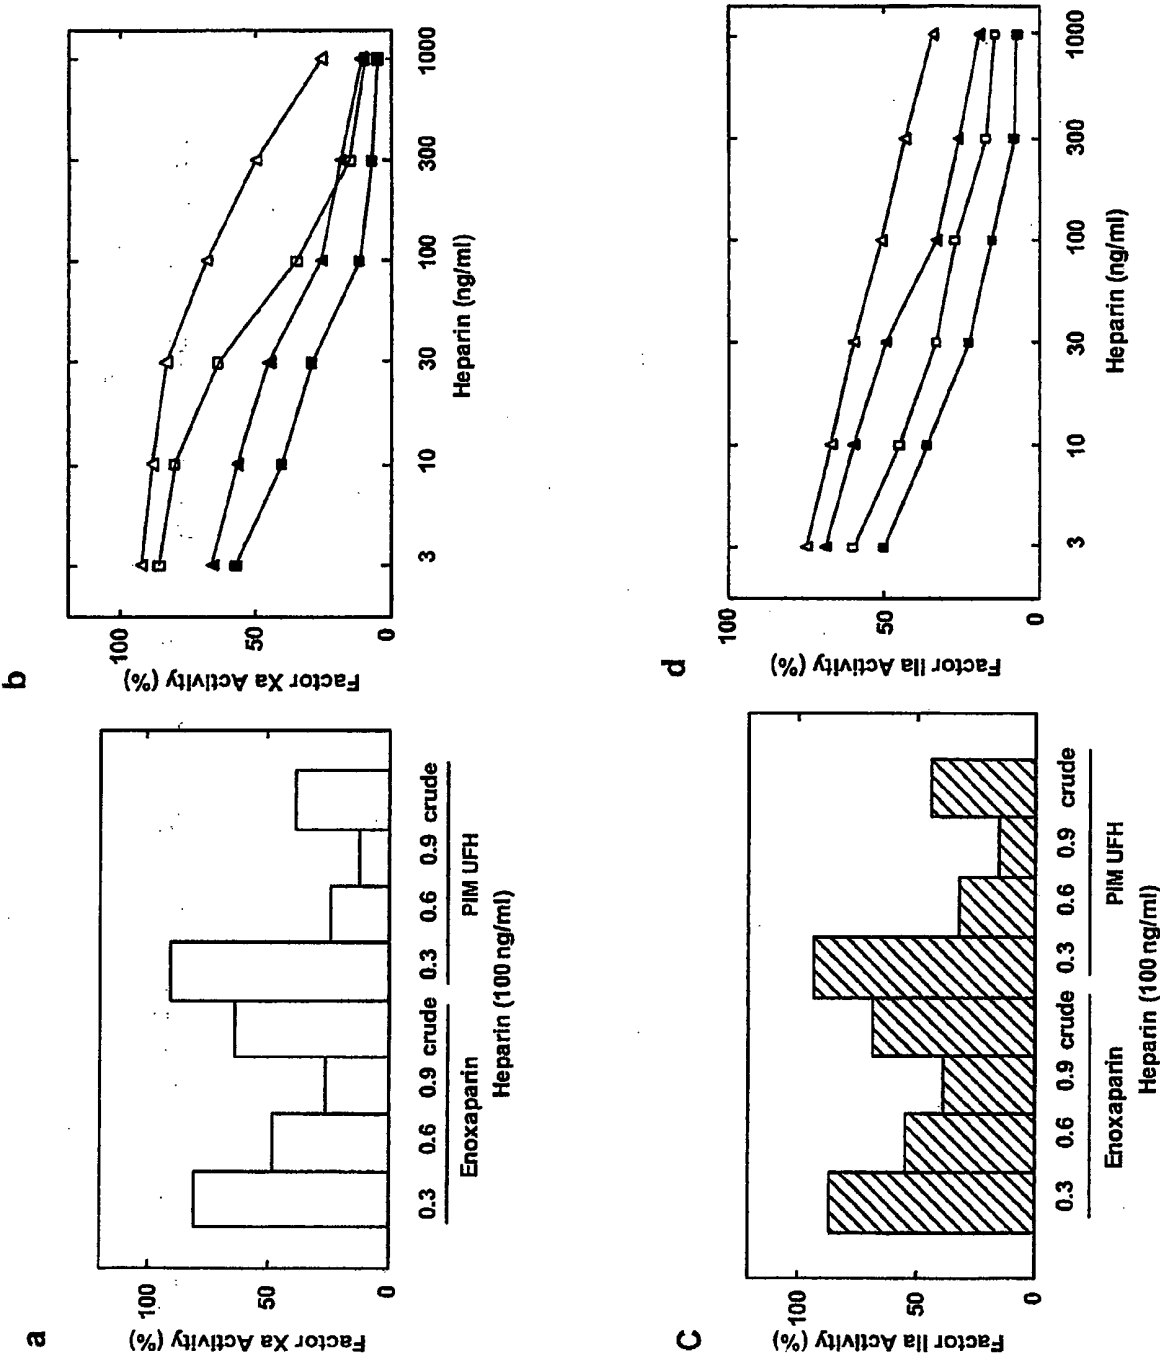 a
Factor Xa Activity (%)
100
50
0
0.3 0.6 0.9 crude 0.3 0.6 0.9 crude
Enoxaparin PIM UFH
Heparin (100 ng/ml)
b
Factor Xa Activity (%)
100
50
0
3 10 30 100 300 1000
Heparin (ng/ml)
C
Factor IIa Activity (%)
100
50
0
0.3 0.6 0.9 crude 0.3 0.6 0.9 crude
Enoxaparin PIM UFH
Heparin (100 ng/ml)
d
Factor IIa Activity (%)
100
50
0
3 10 30 100 300 1000
Heparin (ng/ml)